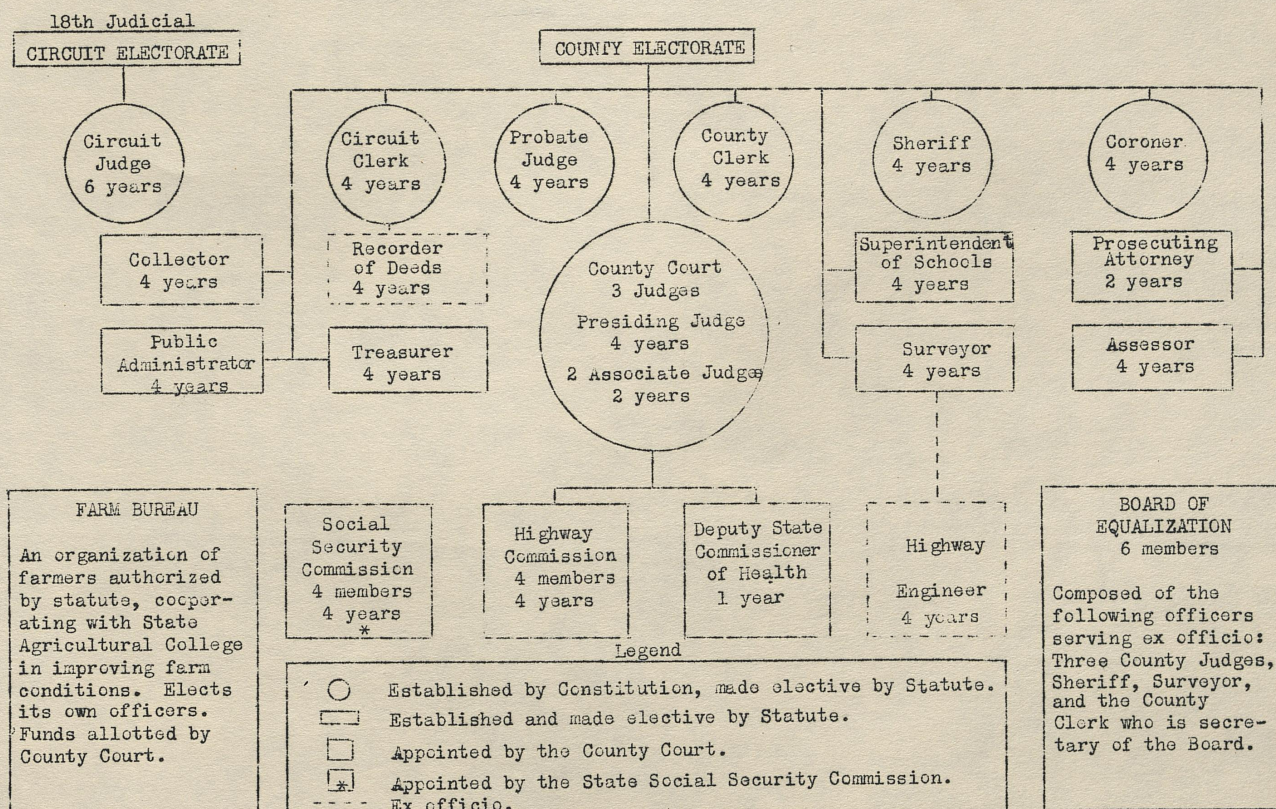 18th Judicial
CIRCUIT ELECTORATE
COUNTY ELECTORATE
Circuit
Judge
6 years
Circuit
Clerk
4 years
Probate
Judge
4 years
County
Clerk
4 years
Sheriff
4 years
Coroner
4 years
Collector
4 years
Recorder
of Deeds
4 years
County Court
3 Judges
Presiding Judge
4 years
2 Associate Judges
2 years
Superintendent
of Schools
4 years
Prosecuting
Attorney
2 years
Public
Administrator
4 years
Treasurer
4 years
Surveyor
4 years
Assessor
4 years
FARM BUREAU
An organization of
farmers authorized
by statute, cooper-
ating with State
Agricultural College
in improving farm
conditions. Elects
its own officers.
Funds allotted by
County Court.
Social
Security
Commission
4 members
4 years
*
Highway
Commission
4 members
4 years
Deputy State
Commissioner
of Health
1 year
Highway
Engineer
4 years
BOARD OF
EQUALIZATION
6 members
Composed of the
following officers
serving ex officio:
Three County Judges,
Sheriff, Surveyor,
and the County
Clerk who is secre-
tary of the Board.
Legend
Established by Constitution, made elective by Statute.
Established and made elective by Statute.
Appointed by the County Court.
* Appointed by the State Social Security Commission.
Ex officio.